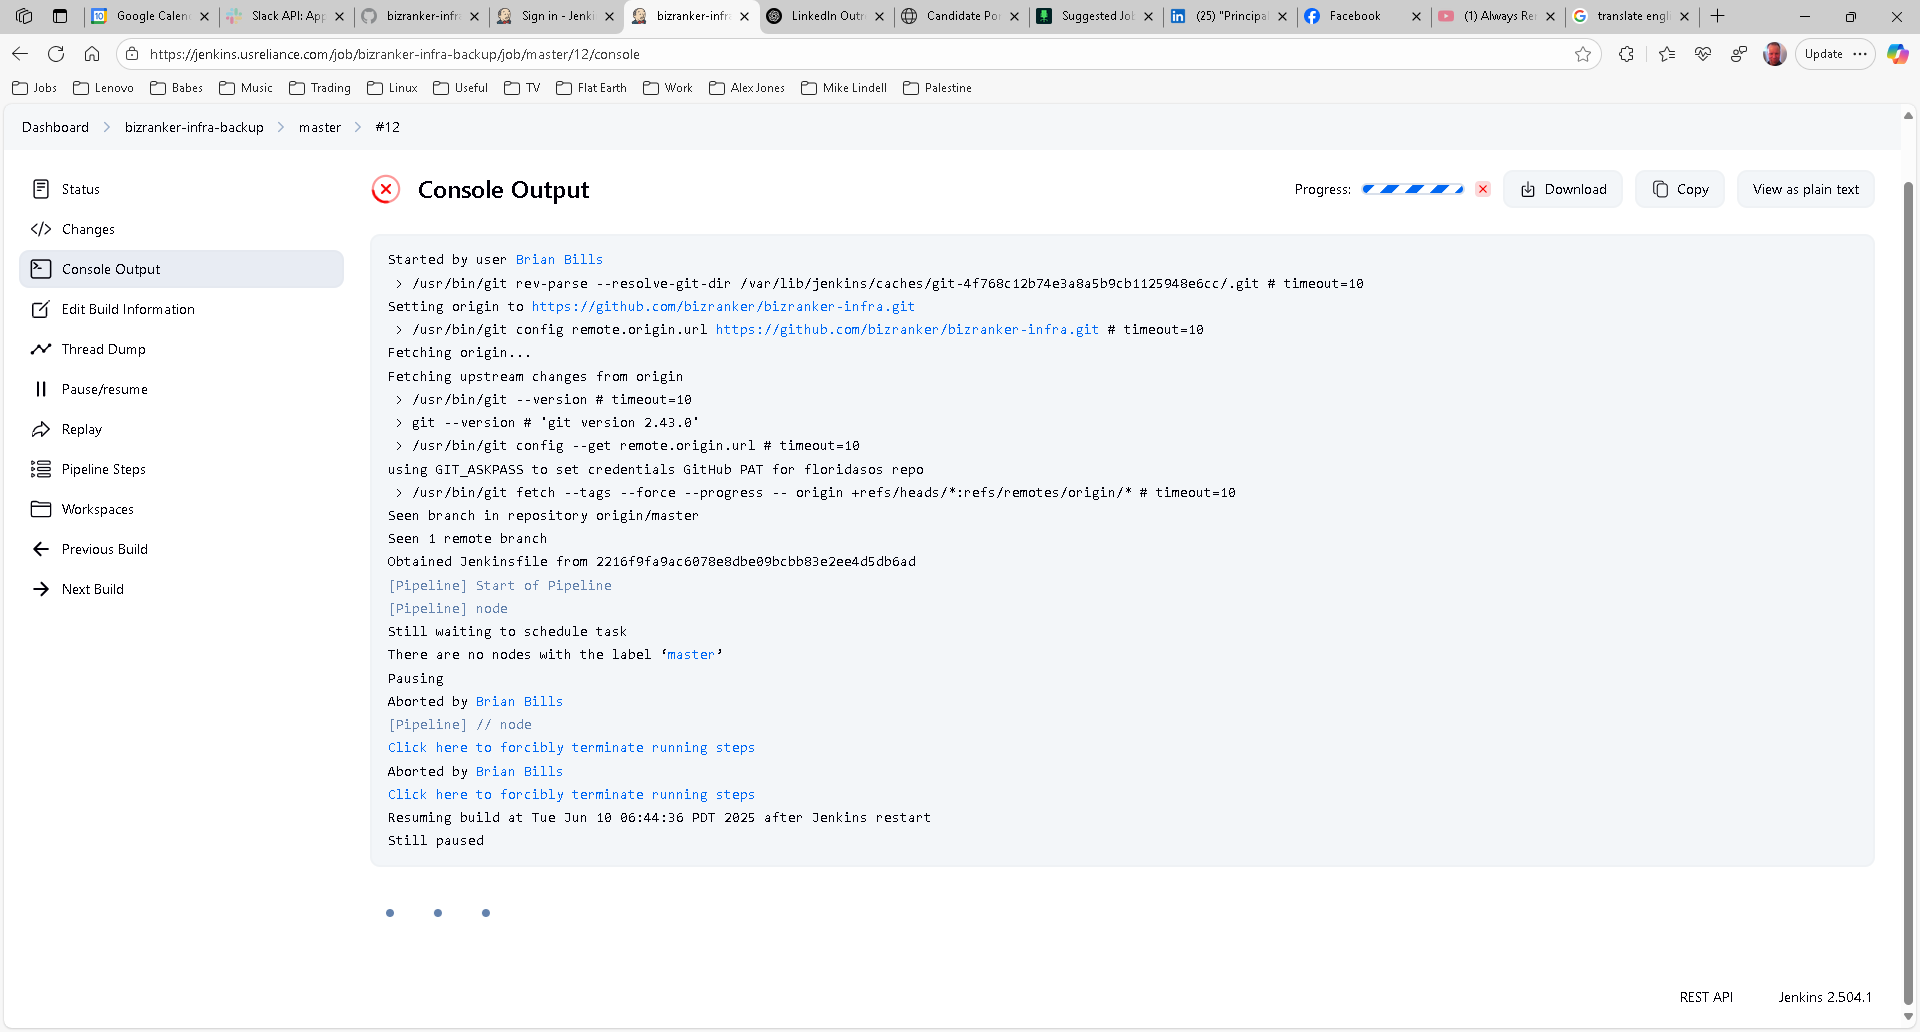 Google Calen
Slack API: App
bizranker-infra
Sign in - Jenki
bizranker-infra
LinkedIn Outr
Candidate Por
Suggested Job
(25) "Principal
Facebook
(1) Always Re
translate engli
https://jenkins.usreliance.com/job/bizranker-infra-backup/job/master/12/console
Update
Jobs
Lenovo
Babes
Music
Trading
Linux
Useful
TV
Flat Earth
Work
Alex Jones
Mike Lindell
Palestine
Dashboard > bizranker-infra-backup > master > #12
Status
Changes
Console Output
Edit Build Information
Thread Dump
Pause/resume
Replay
Pipeline Steps
Workspaces
Previous Build
Next Build
Console Output
Progress:
Download
Copy
View as plain text
Started by user Brian Bills
> /usr/bin/git rev-parse --resolve-git-dir /var/lib/jenkins/caches/git-4f768c12b74e3a8a5b9cb1125948e6cc/.git # timeout=10
Setting origin to https://github.com/bizranker/bizranker-infra.git
> /usr/bin/git config remote.origin.url https://github.com/bizranker/bizranker-infra.git # timeout=10
Fetching origin...
Fetching upstream changes from origin
> /usr/bin/git --version # timeout=10
> git --version # 'git version 2.43.0'
> /usr/bin/git config --get remote.origin.url # timeout=10
using GIT_ASKPASS to set credentials GitHub PAT for floridasos repo
> /usr/bin/git fetch --tags --force --progress -- origin +refs/heads/*:refs/remotes/origin/* # timeout=10
Seen branch in repository origin/master
Seen 1 remote branch
Obtained Jenkinsfile from 2216f9fa9ac6078e8dbe09bcbb83e2ee4d5db6ad
[Pipeline] Start of Pipeline
[Pipeline] node
Still waiting to schedule task
There are no nodes with the label ‘master’
Pausing
Aborted by Brian Bills
[Pipeline] // node
Click here to forcibly terminate running steps
Aborted by Brian Bills
Click here to forcibly terminate running steps
Resuming build at Tue Jun 10 06:44:36 PDT 2025 after Jenkins restart
Still paused
REST API
Jenkins 2.504.1